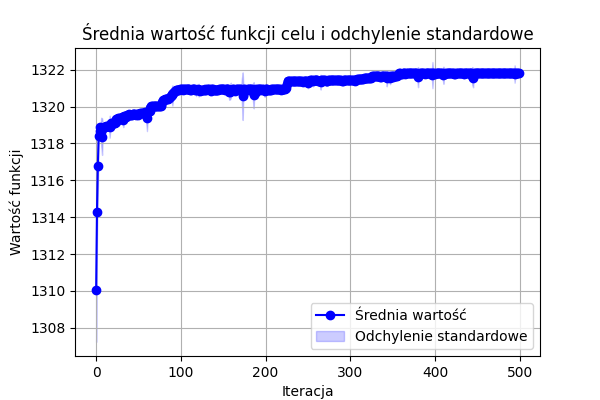 Średnia wartość funkcji celu i odchylenie standardowe
Wartość funkcji
1322
1320
1318
1316
1314
1312
1310
1308
Średnia wartość
Odchylenie standardowe
0 100 200 300 400 500
Iteracja